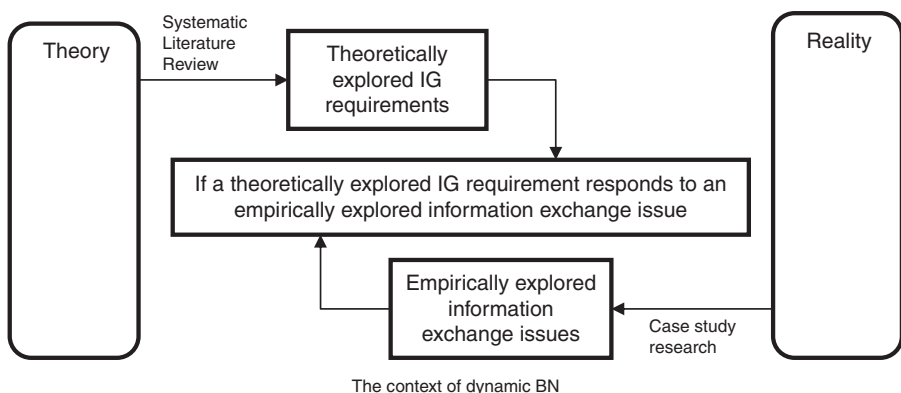 Theory
Systematic
Literature
Review
Theoretically
explored IG
requirements
Reality
If a theoretically explored IG requirement responds to an
empirically explored information exchange issue
Empirically explored
information
exchange issues
Case study
research
The context of dynamic BN